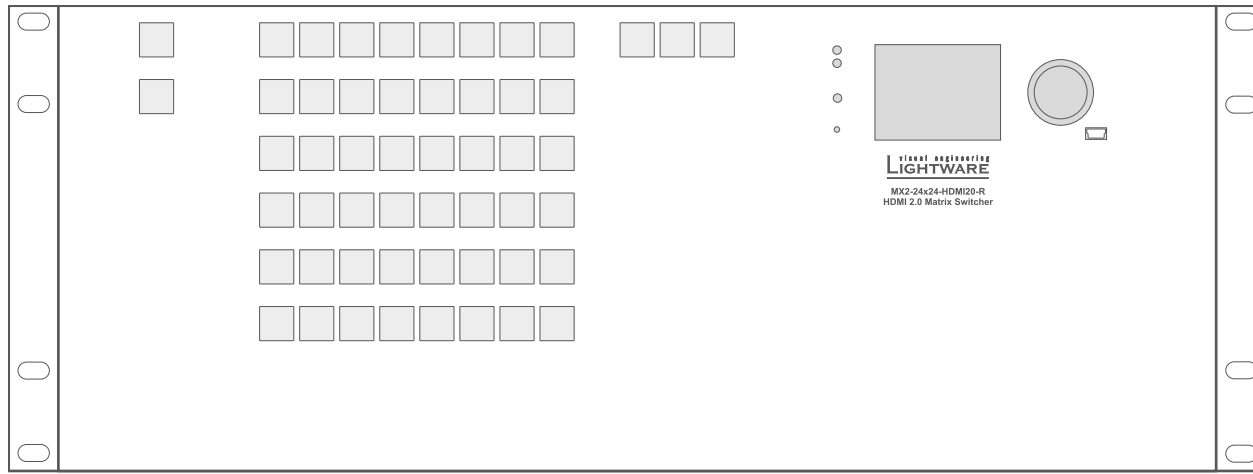 visual engineering
LIGHTWARE
MX2-24x24-HDMI20-R
HDMI 2.0 Matrix Switcher